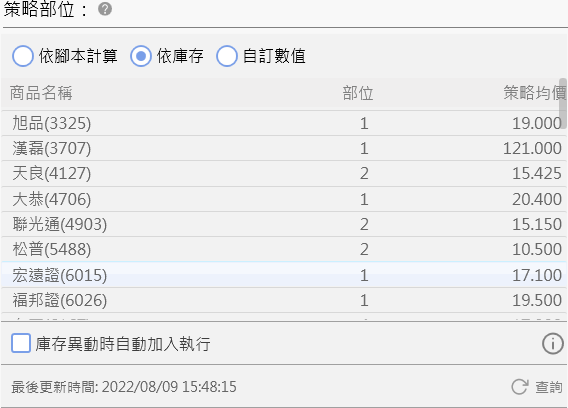 策略部位：
依腳本計算 依庫存 自訂數值
商品名稱 部位 策略均價
旭品(3325) 1 19.000
漢磊(3707) 1 121.000
天良(4127) 2 15.425
大恭(4706) 1 20.400
聯光通(4903) 2 15.150
松普(5488) 2 10.500
宏遠證(6015) 1 17.100
福邦證(6026) 1 19.500
庫存異動時自動加入執行
最後更新時間: 2022/08/09 15:48:15 查詢